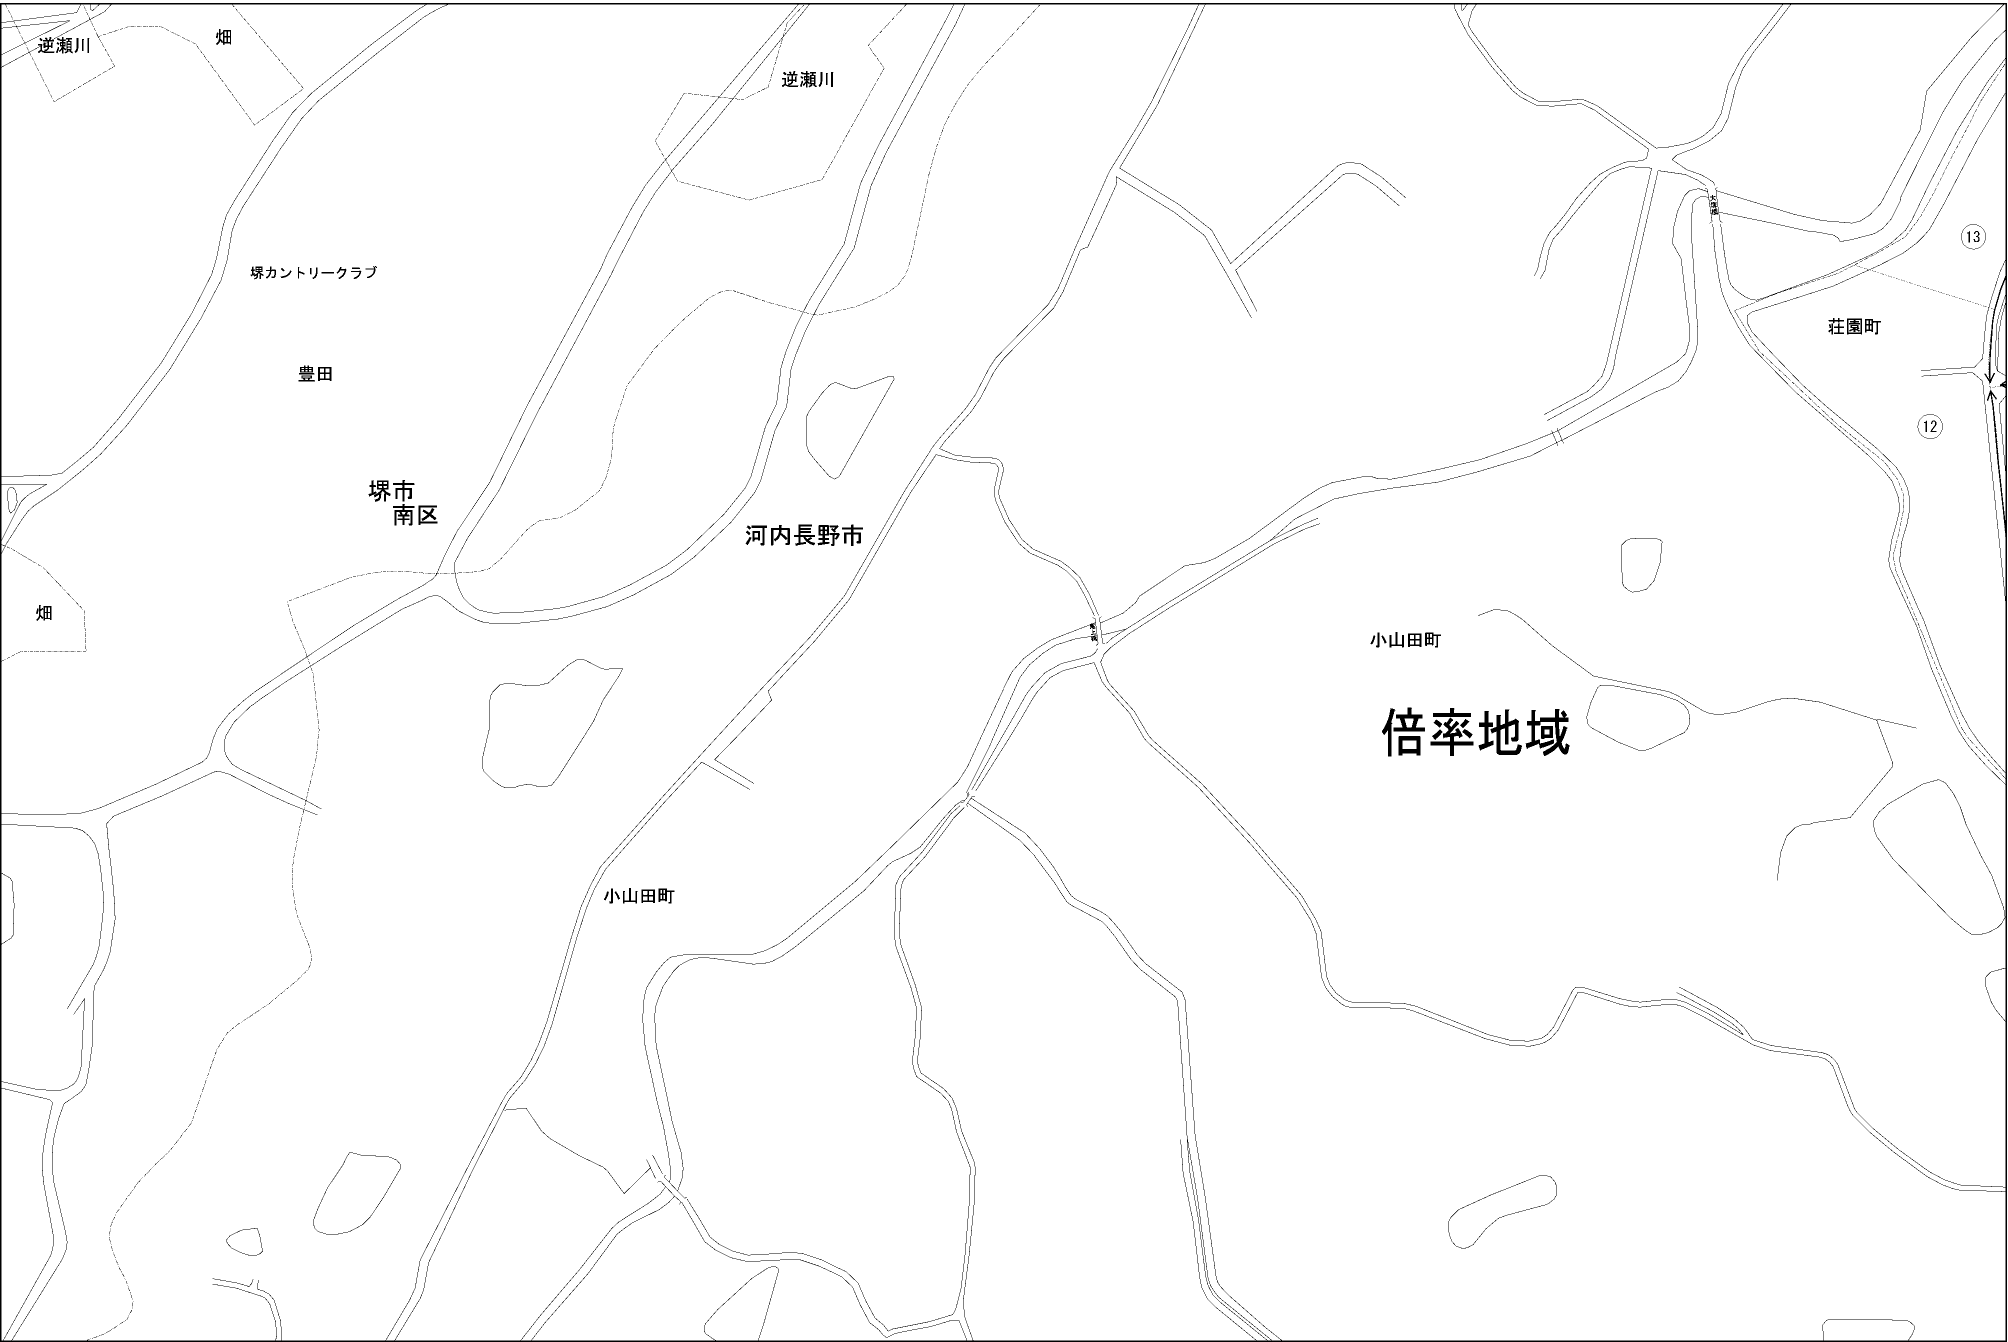 畑
逆瀬川
逆瀬川
13
堺カントリークラブ
荘園町
豊田
12
堺市
南区
河内長野市
畑
小山田町
倍率地域
小山田町